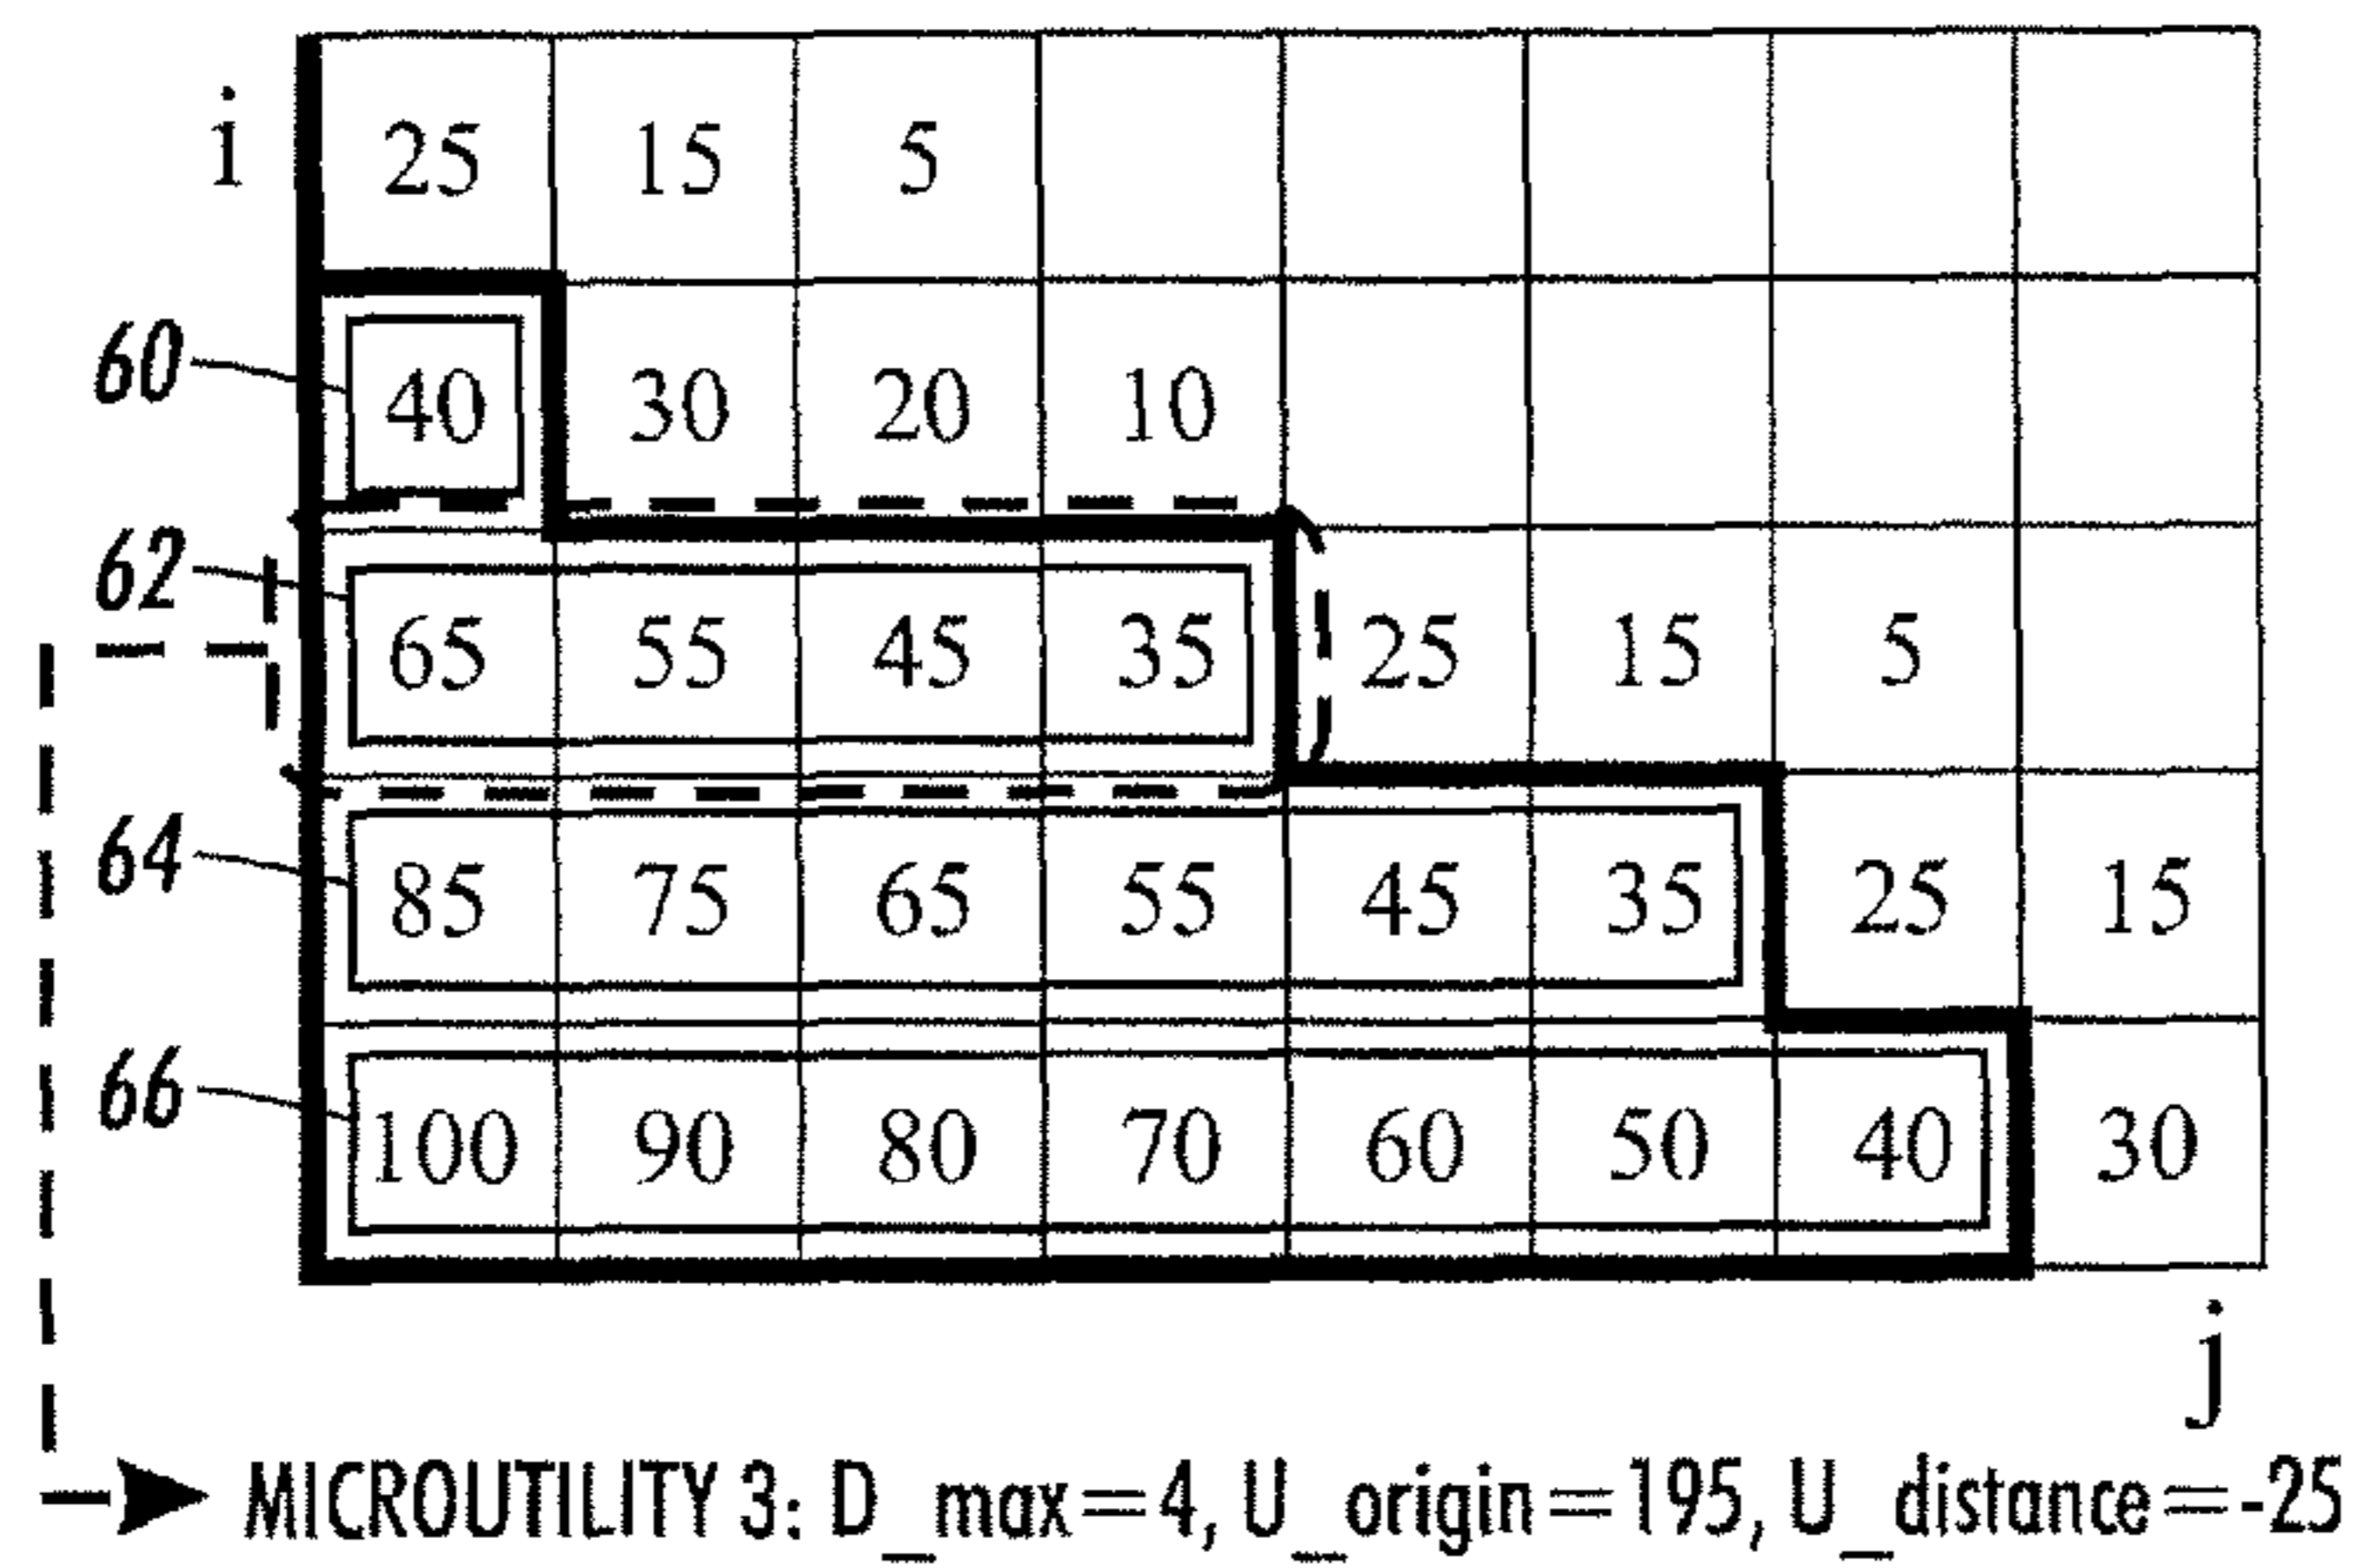 i 25 15 5
60 40 30 20 10
62 65 55 45 35 25 15 5
64 85 75 65 55 45 35 25 15
66 100 90 80 70 60 50 40 30
j
MICROUTILITY 3: D_max=4, U_origin=195, U_distance=-25